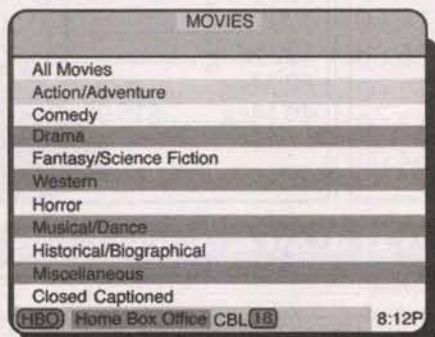 MOVIES
All Movies
Action/Adventure
Comedy
Drama
Fantasy/Science Fiction
Western
Horror
Musical/Dance
Historical/Biographical
Miscellaneous
Closed Captioned
HBO Home Box Office CBL 18 8:12P